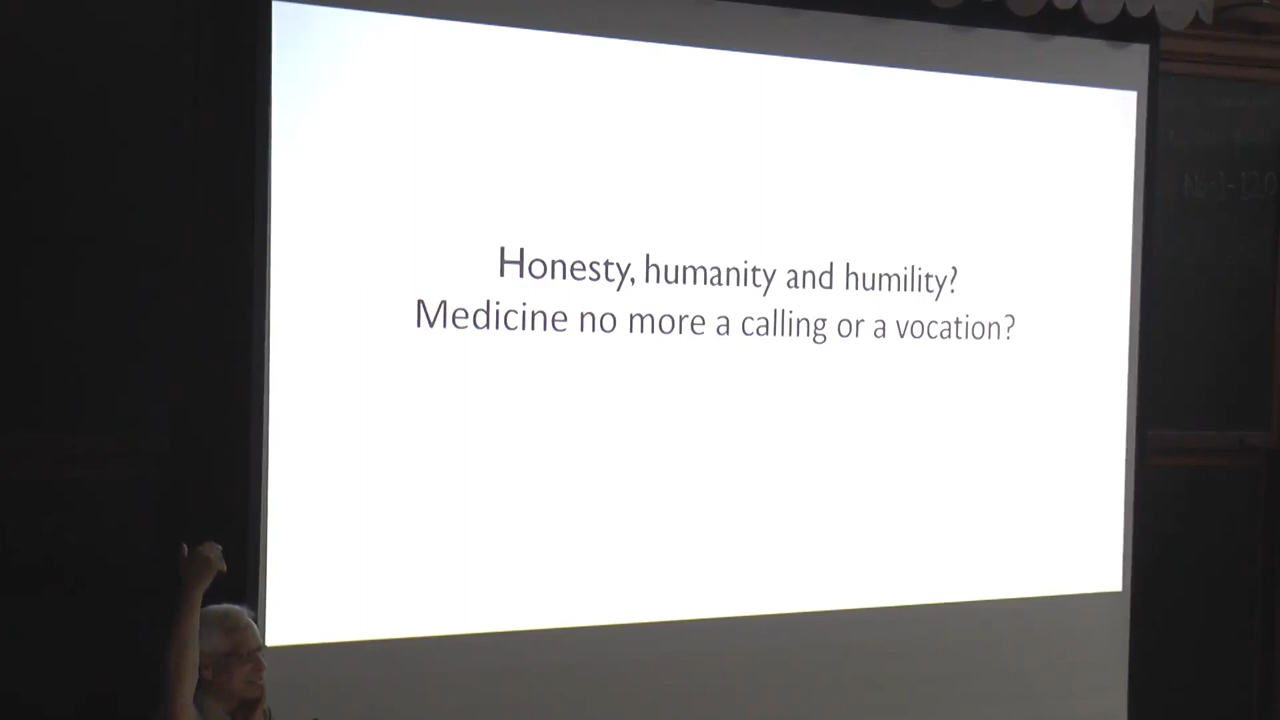 Honesty, humanity and humility?
Medicine no more a calling or a vocation?